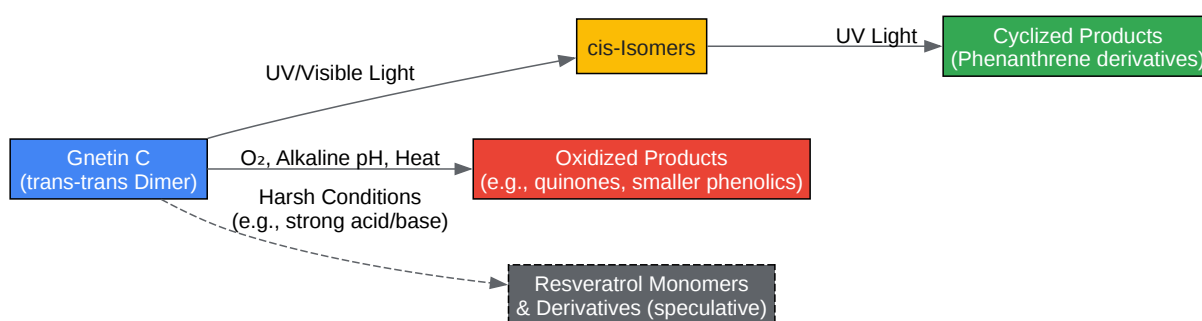 cis-Isomers
UV Light
Cyclized Products
(Phenanthrene derivatives)
UV/Visible Light
Gnetin C
(trans-trans Dimer)
O₂, Alkaline pH, Heat
Oxidized Products
(e.g., quinones, smaller phenolics)
Harsh Conditions
(e.g., strong acid/base)
Resveratrol Monomers
& Derivatives (speculative)